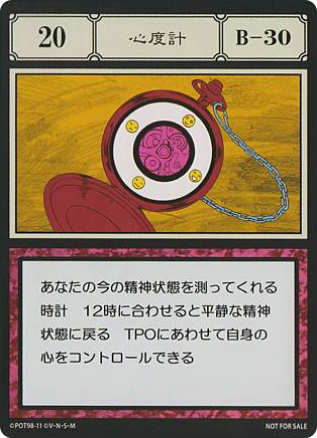 20
心度計
B-30
あなたの今の精神状態を測ってくれる
時計　12時に合わせると平静な精神
状態に戻る　TPOにあわせて自身の
心をコントロールできる
©POT98-11 ©V・N・S・M
NOT FOR SALE